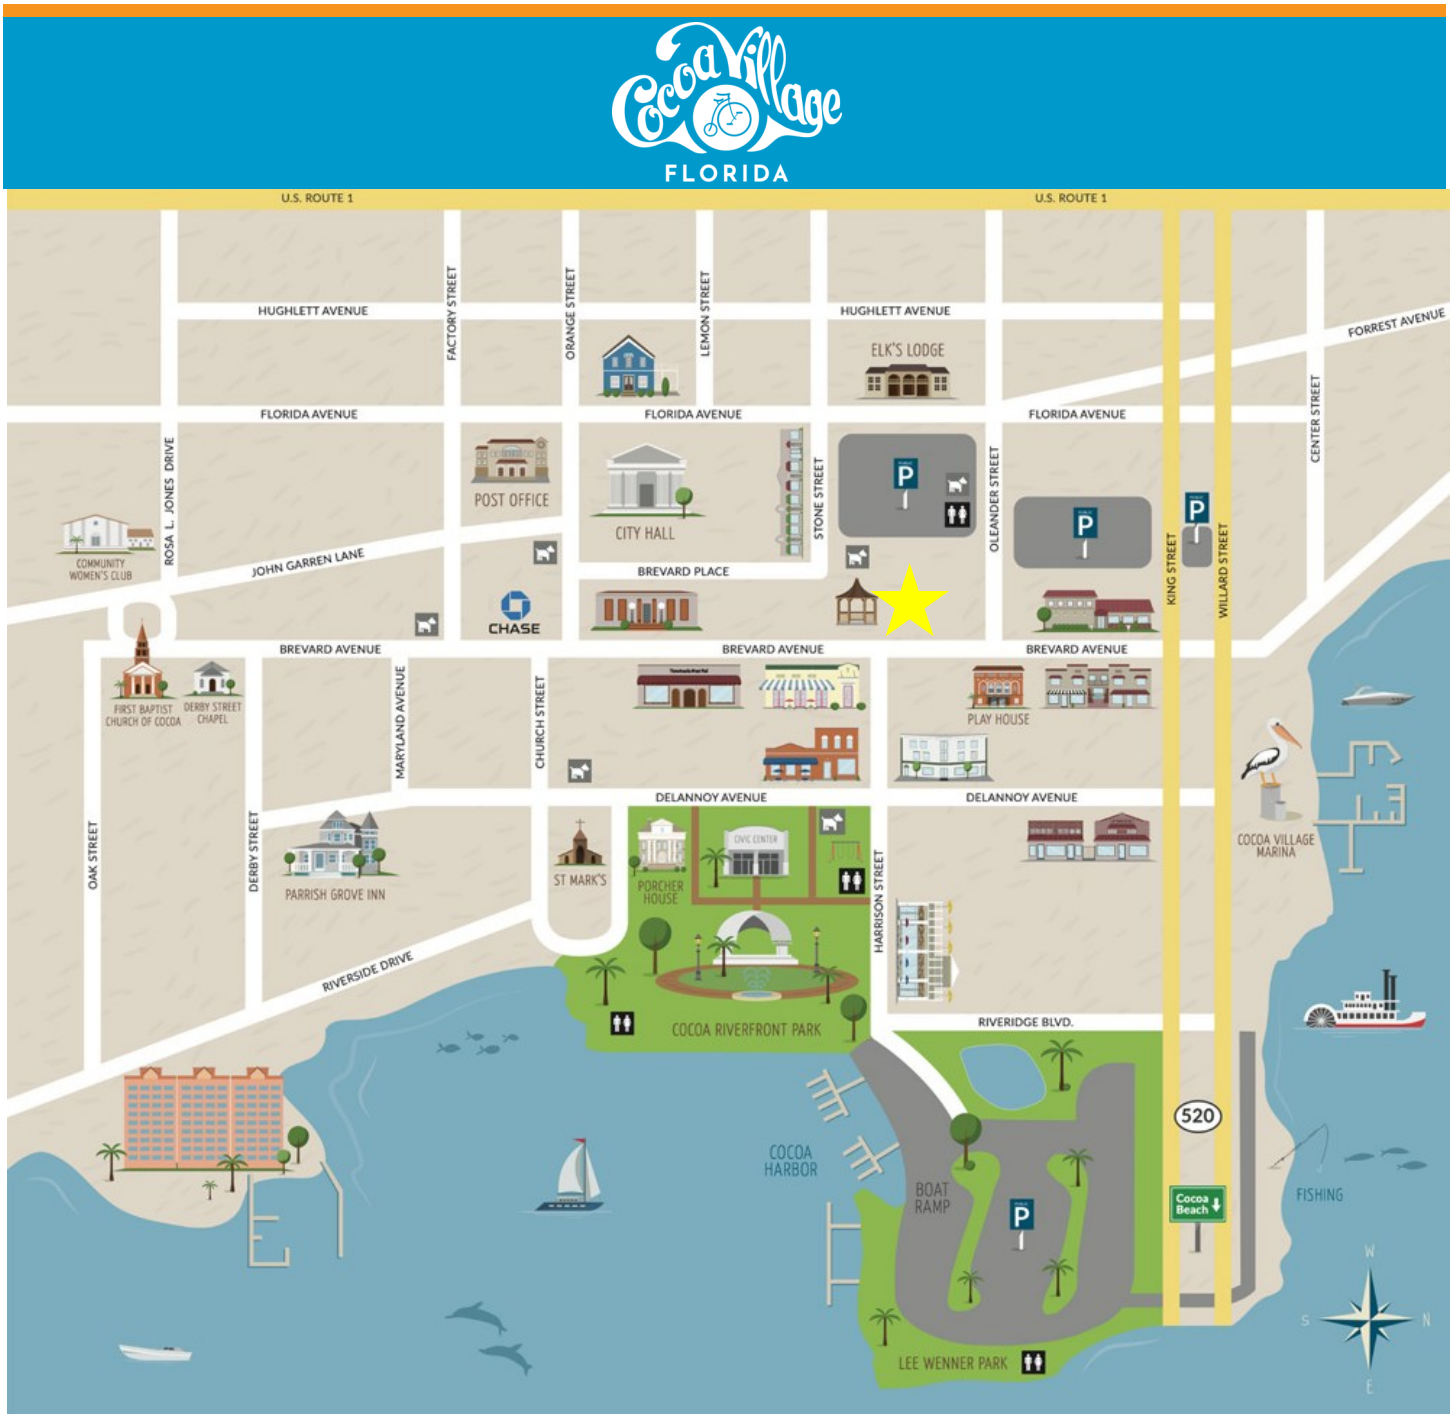 Cocoa Village
FLORIDA
U.S. ROUTE 1
U.S. ROUTE 1
HUGHLETT AVENUE
HUGHLETT AVENUE
FACTORY STREET
ORANGE STREET
LEMON STREET
FORREST AVENUE
ELK'S LODGE
FLORIDA AVENUE
FLORIDA AVENUE
FLORIDA AVENUE
CENTER STREET
ROSA L. JONES DRIVE
POST OFFICE
CITY HALL
STONE STREET
PUBLIC
P
OLEANDER STREET
PUBLIC
P
PUBLIC
P
KING STREET
WILLARD STREET
COMMUNITY
WOMEN'S CLUB
JOHN GARREN LANE
BREVARD PLACE
CHASE
BREVARD AVENUE
BREVARD AVENUE
BREVARD AVENUE
FIRST BAPTIST
CHURCH OF COCOA
DERBY STREET
CHAPEL
MARYLAND AVENUE
CHURCH STREET
PLAY HOUSE
DELANNOY AVENUE
DELANNOY AVENUE
OAK STREET
DERBY STREET
PARRISH GROVE INN
ST MARK'S
PORCHER
HOUSE
CIVIC CENTER
HARRISON STREET
COCOA VILLAGE
MARINA
RIVERSIDE DRIVE
COCOA RIVERFRONT PARK
RIVERIDGE BLVD.
520
COCOA
HARBOR
BOAT
RAMP
PUBLIC
P
Cocoa
Beach
FISHING
W
S
N
E
LEE WENNER PARK